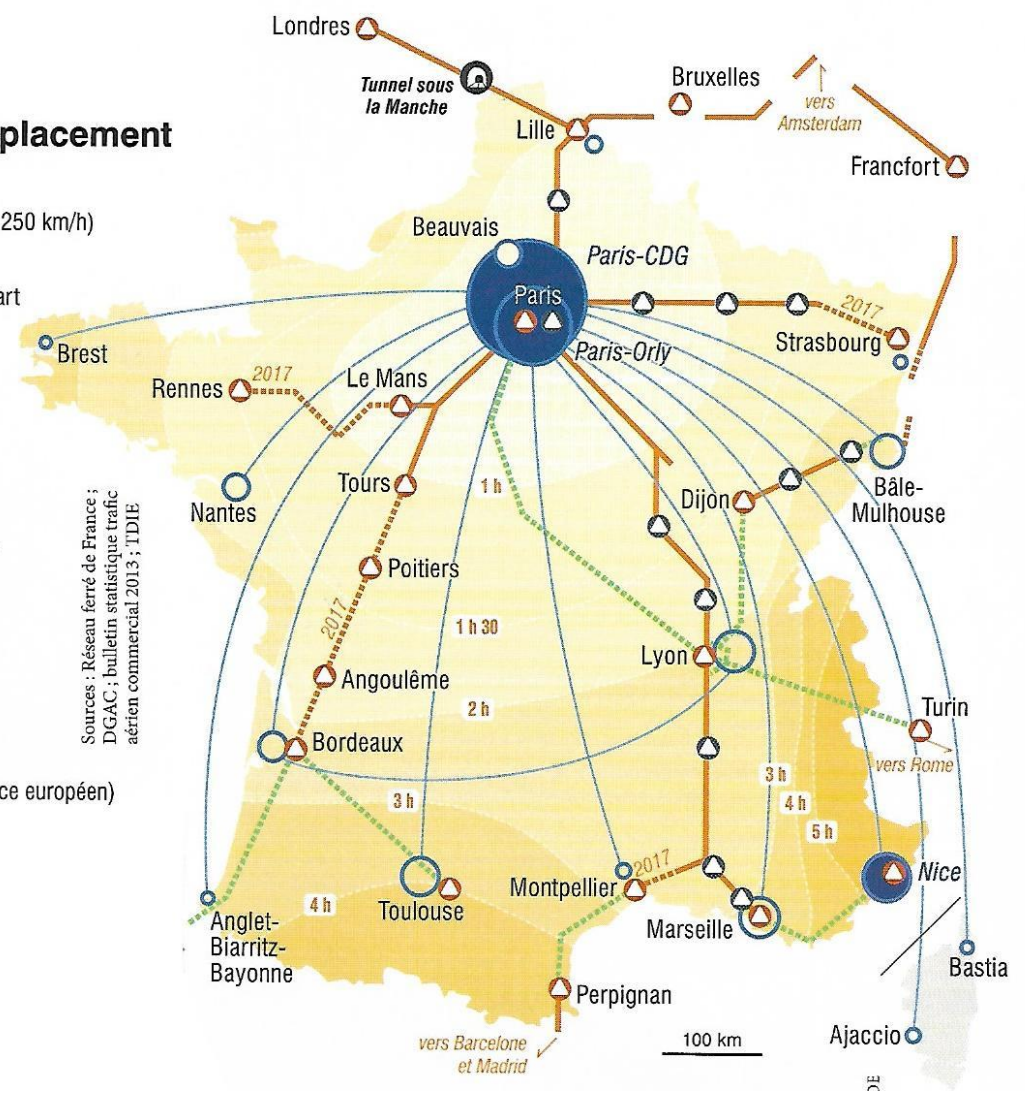 Londres
Tunnel sous
la Manche
Bruxelles
vers
Amsterdam
placement
Lille
Francfort
250 km/h)
Beauvais
Paris-CDG
art
Paris
2017
Strasbourg
Paris-Orly
Brest
Rennes
2017
Le Mans
Tours
1 h
Dijon
Bâle-
Mulhouse
Nantes
Sources : Réseau ferré de France ;
DGAC ; bulletin statistique trafic
aérien commercial 2013 ; TDIE
Poitiers
2017
1 h 30
Lyon
Angoulême
2 h
Turin
vers Rome
Bordeaux
ce européen)
3 h
3 h
4 h
5 h
2017
Nice
Montpellier
4 h
Toulouse
Marseille
Anglet-
Biarritz-
Bayonne
Bastia
Perpignan
vers Barcelone
et Madrid
100 km
Ajaccio